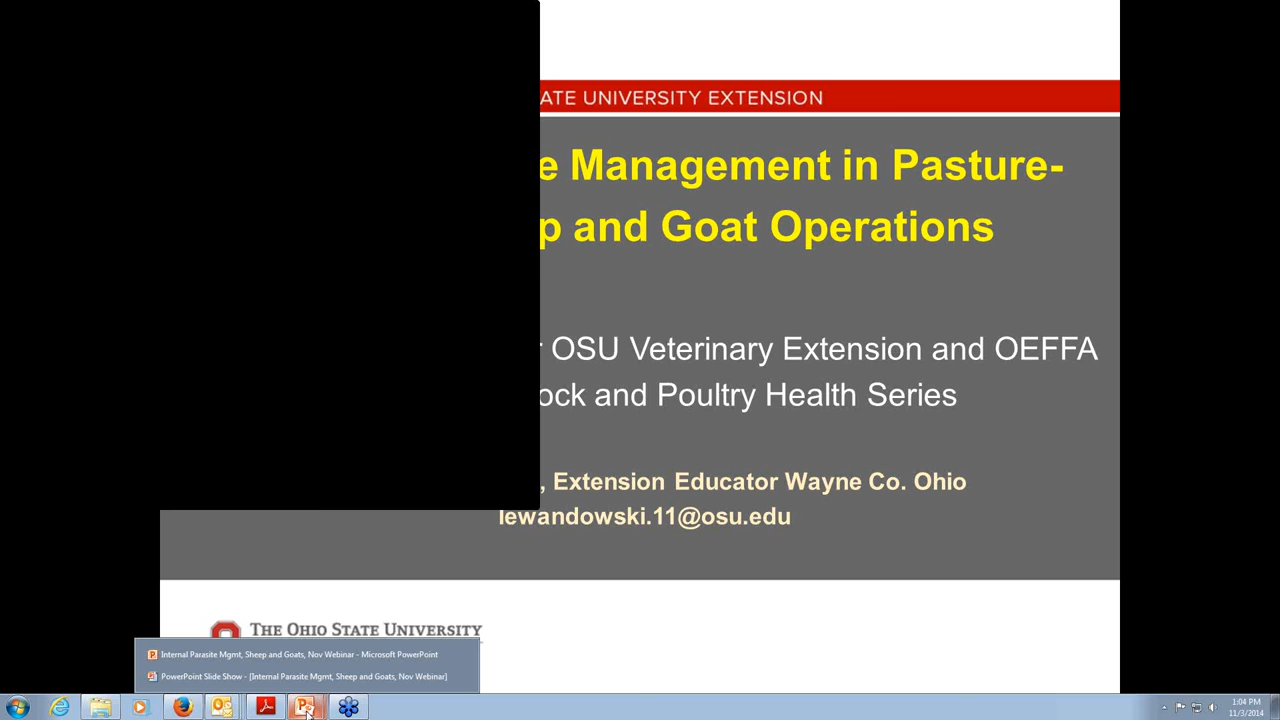 ATE UNIVERSITY EXTENSION
e Management in Pasture-
p and Goat Operations
r OSU Veterinary Extension and OEFFA
ock and Poultry Health Series
, Extension Educator Wayne Co. Ohio
lewandowski.11@osu.edu
THE OHIO STATE UNIVERSITY
Internal Parasite Mgmt, Sheep and Goats, Nov Webinar - Microsoft PowerPoint
PowerPoint Slide Show - [Internal Parasite Mgmt, Sheep and Goats, Nov Webinar]
1:04 PM
11/3/2014